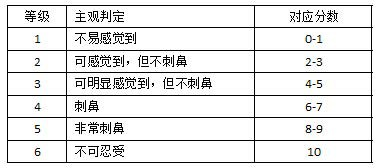 等级 主观判定 对应分数
1 不易感觉到 0-1
2 可感觉到，但不刺鼻 2-3
3 可明显感觉到，但不刺鼻 4-5
4 刺鼻 6-7
5 非常刺鼻 8-9
6 不可忍受 10